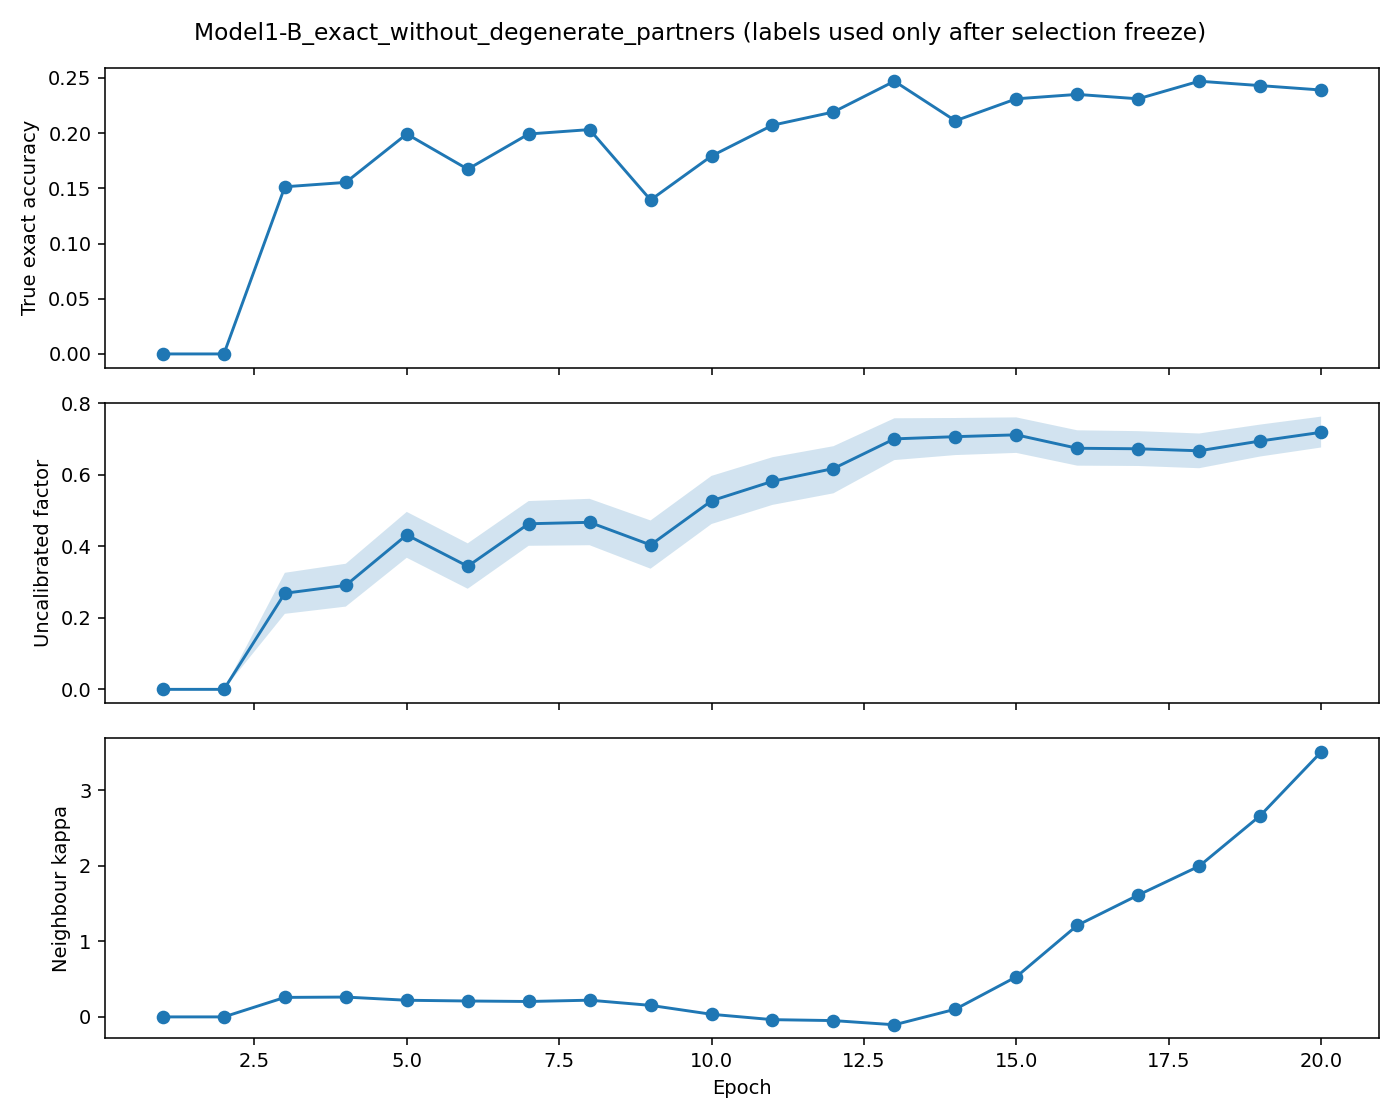 Model1-B_exact_without_degenerate_partners (labels used only after selection freeze)
True exact accuracy
0.25
0.20
0.15
0.10
0.05
0.00
Uncalibrated factor
0.8
0.6
0.4
0.2
0.0
Neighbour kappa
3
2
1
0
2.5 5.0 7.5 10.0 12.5 15.0 17.5 20.0
Epoch